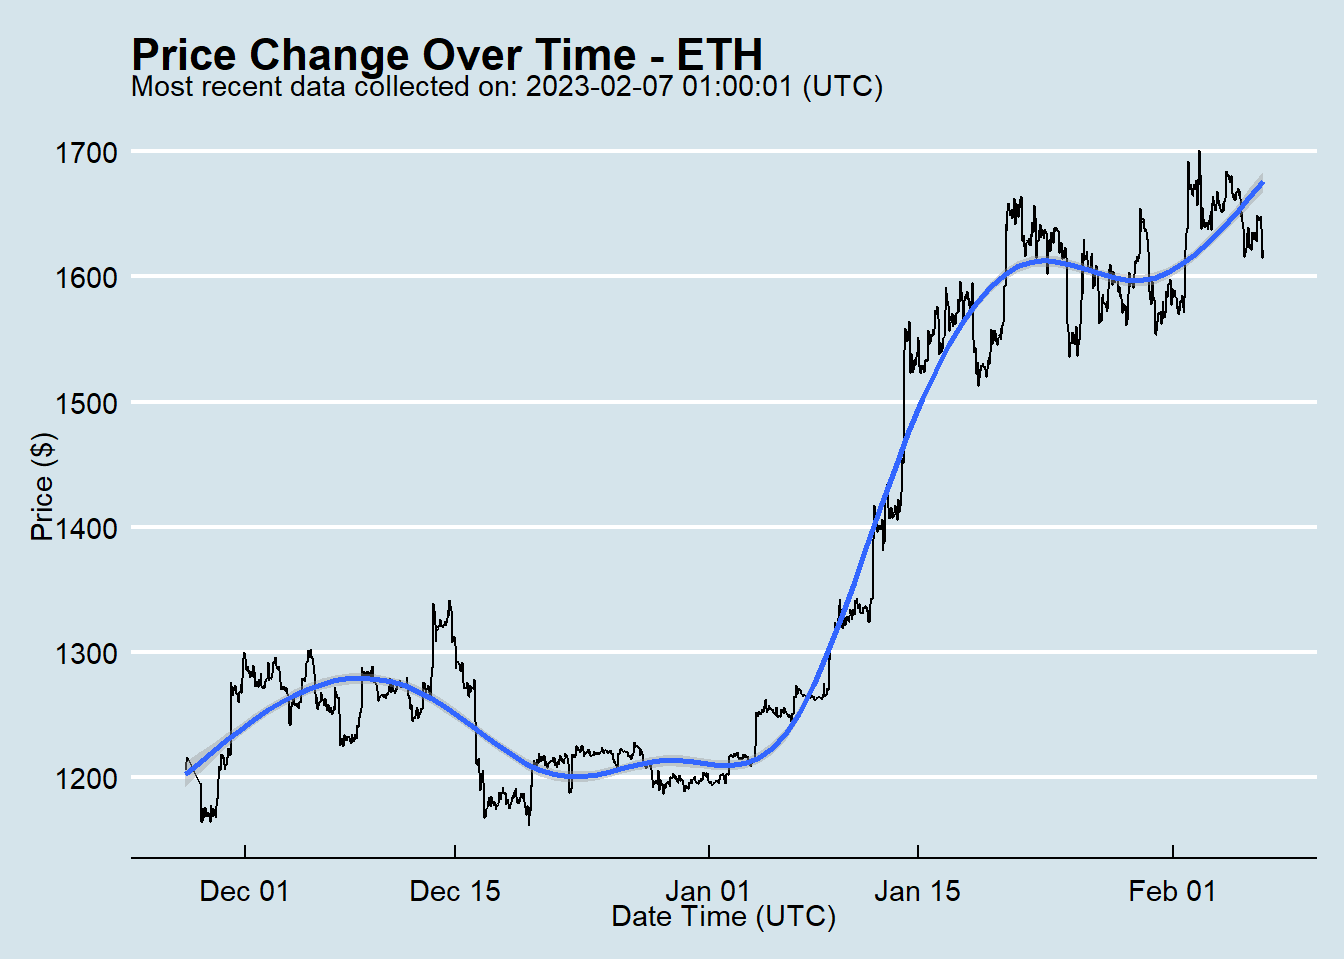 Price Change Over Time - ETH
Most recent data collected on: 2023-02-07 01:00:01 (UTC)
1700
1600
1500
1400
1300
1200
Price ($)
Dec 01
Dec 15
Jan 01
Jan 15
Feb 01
Date Time (UTC)